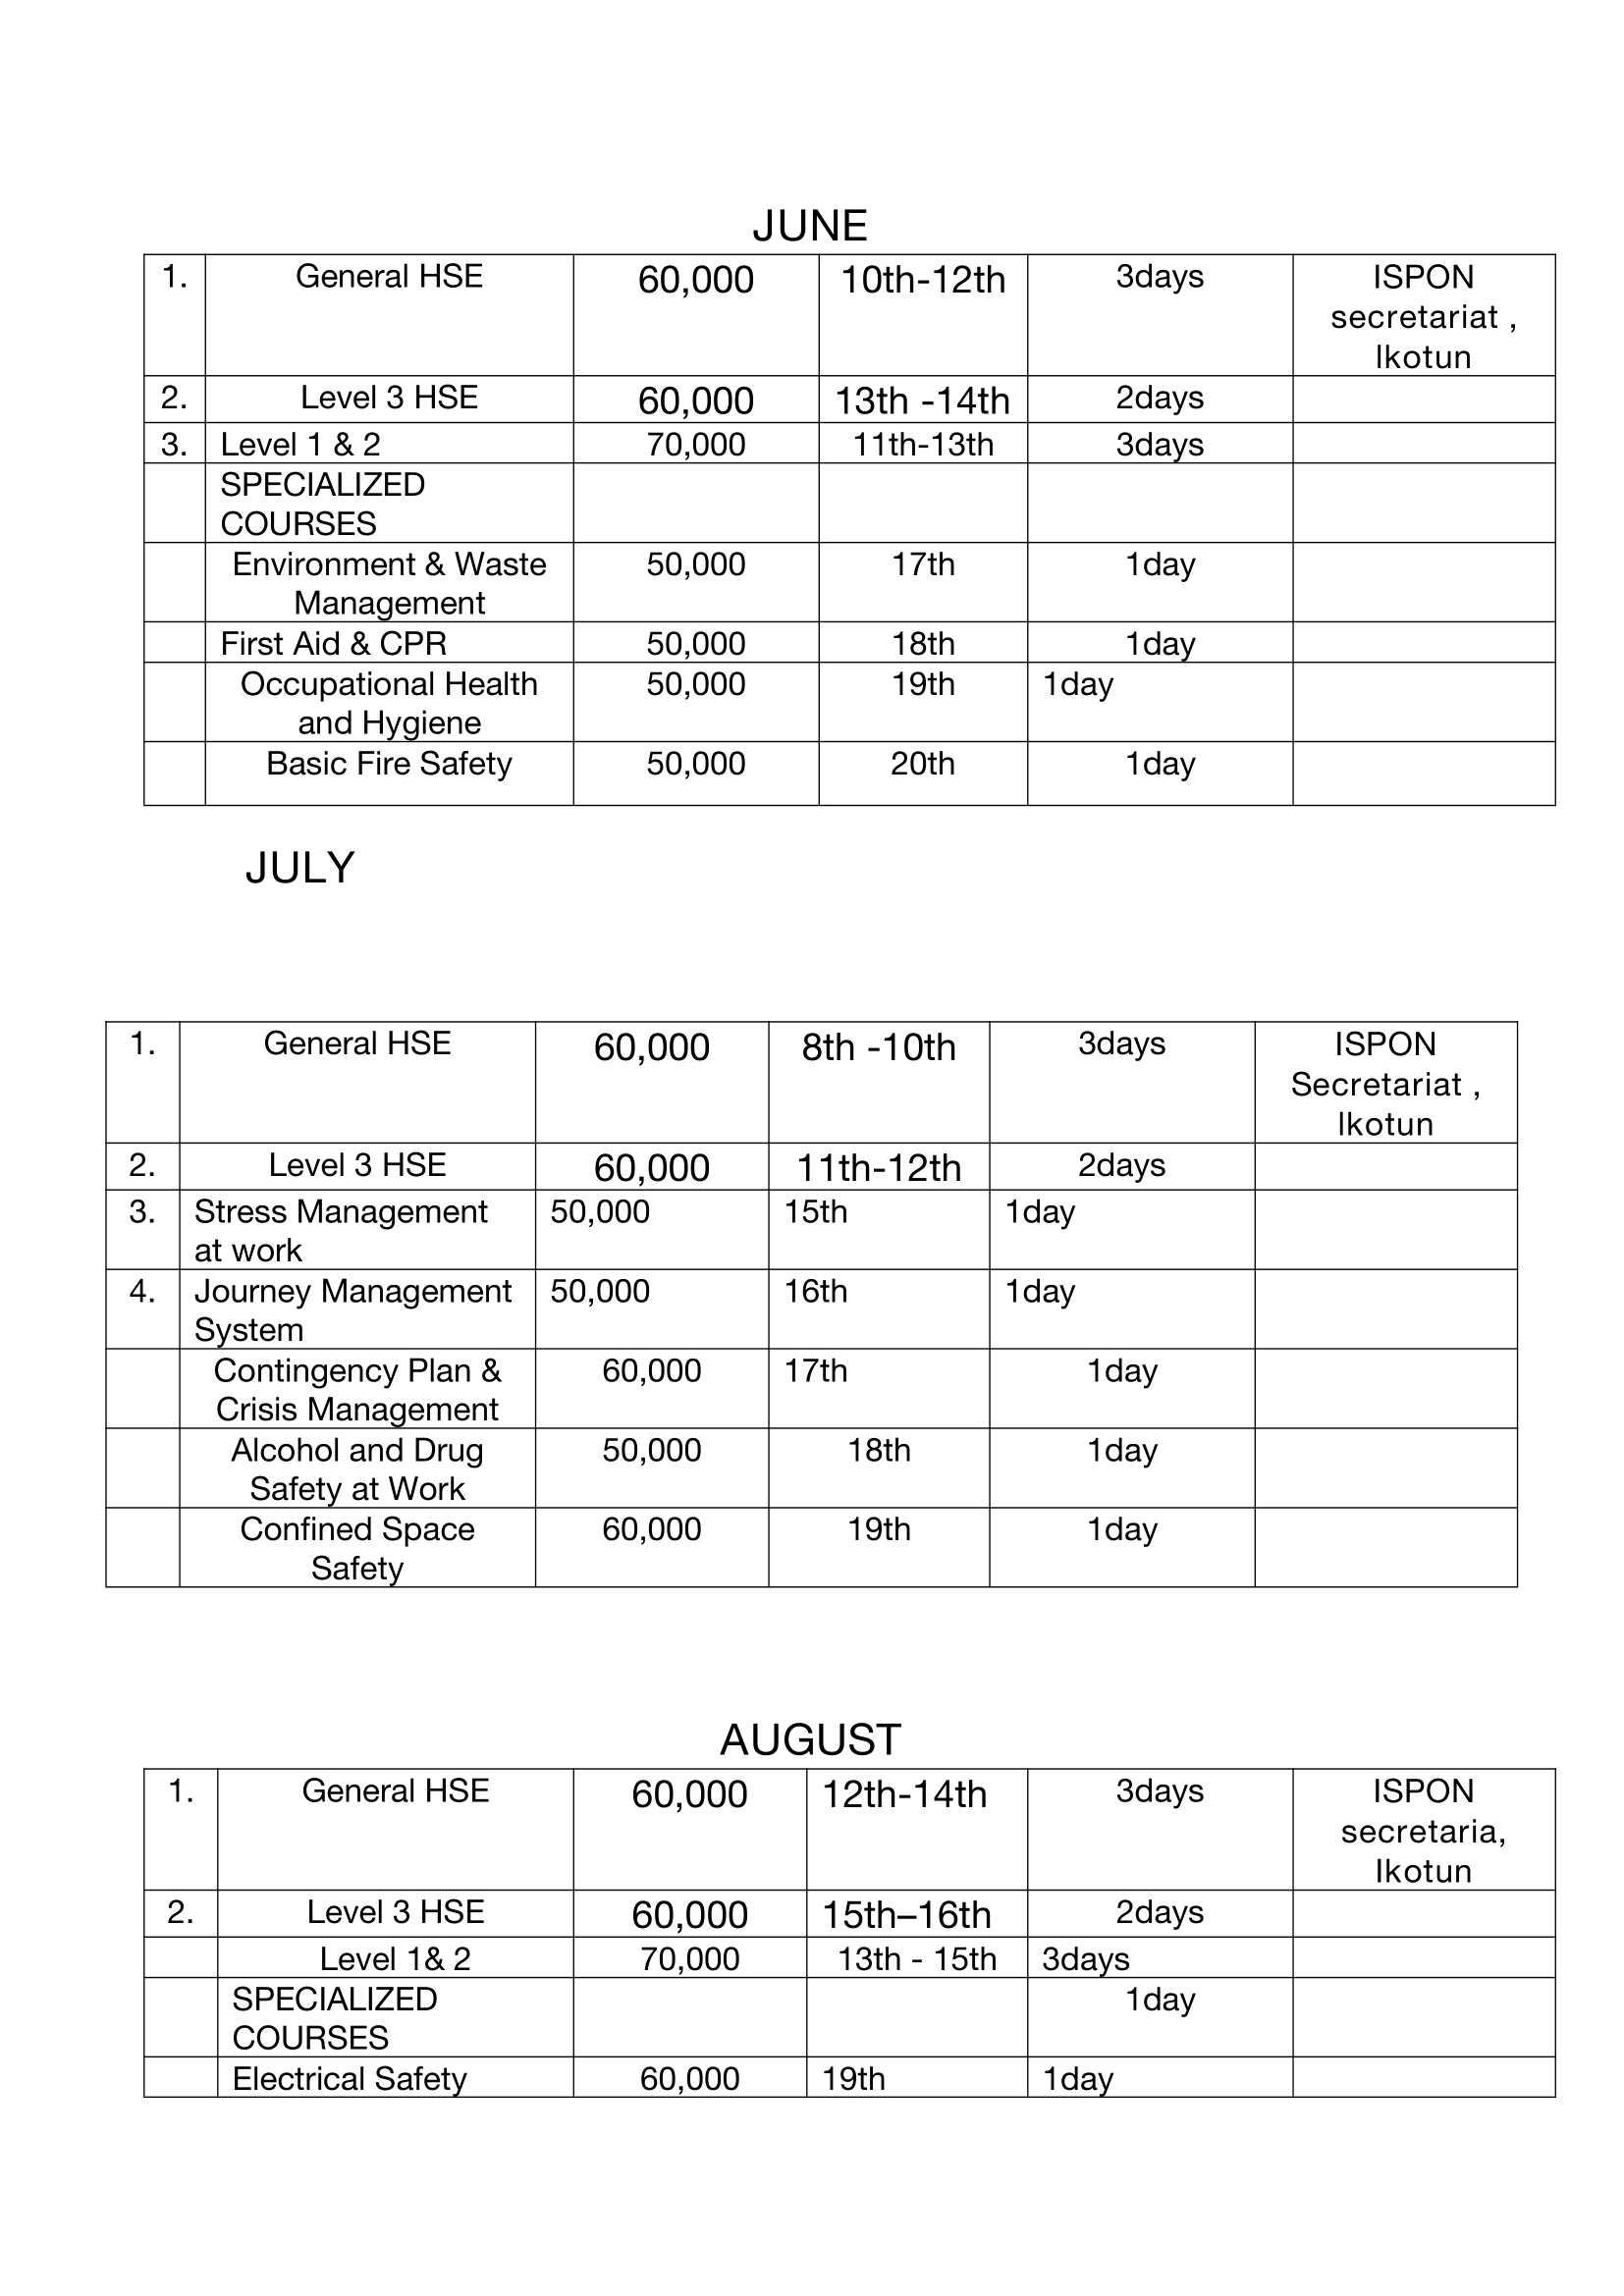 JUNE
1. General HSE 60,000 10th-12th 3days ISPON
secretariat ,
Ikotun
2. Level 3 HSE 60,000 13th -14th 2days
3. Level 1 & 2 70,000 11th-13th 3days
SPECIALIZED
COURSES
Environment & Waste 50,000 17th 1day
Management
First Aid & CPR 50,000 18th 1day
Occupational Health 50,000 19th 1day
and Hygiene
Basic Fire Safety 50,000 20th 1day
JULY
1. General HSE 60,000 8th -10th 3days ISPON
Secretariat ,
Ikotun
2. Level 3 HSE 60,000 11th-12th 2days
3. Stress Management 50,000 15th 1day
at work
4. Journey Management 50,000 16th 1day
System
Contingency Plan & 60,000 17th 1day
Crisis Management
Alcohol and Drug 50,000 18th 1day
Safety at Work
Confined Space 60,000 19th 1day
Safety
AUGUST
1. General HSE 60,000 12th-14th 3days ISPON
secretaria,
Ikotun
2. Level 3 HSE 60,000 15th–16th 2days
Level 1& 2 70,000 13th - 15th 3days
SPECIALIZED 1day
COURSES
Electrical Safety 60,000 19th 1day